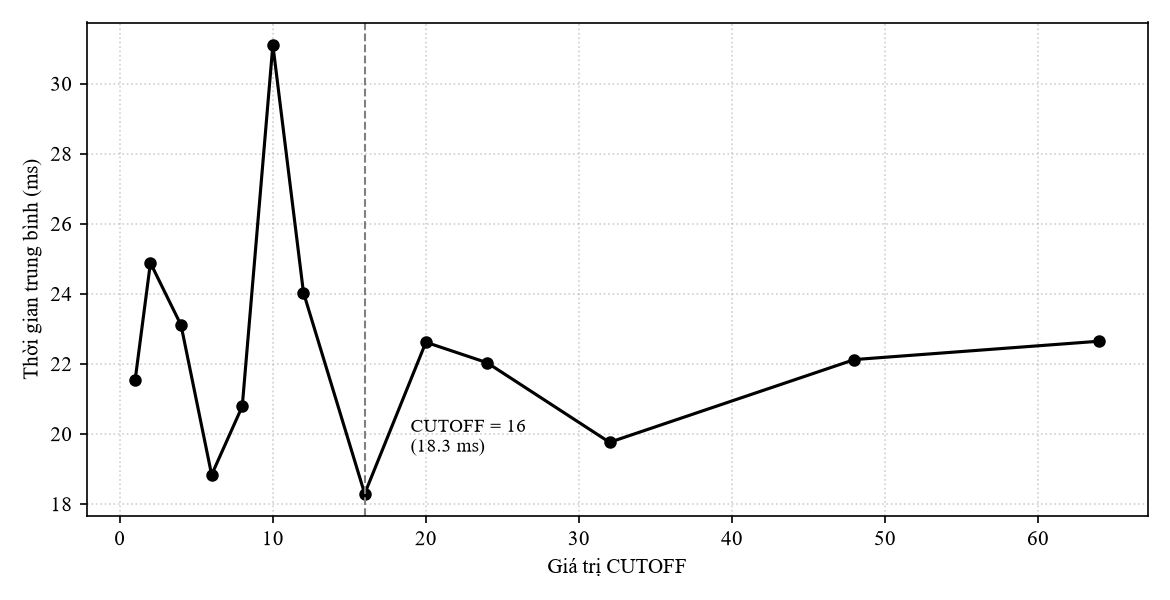 30
28
26
24
22
20
18
Thời gian trung bình (ms)
CUTOFF = 16
(18.3 ms)
0 10 20 30 40 50 60
Giá trị CUTOFF